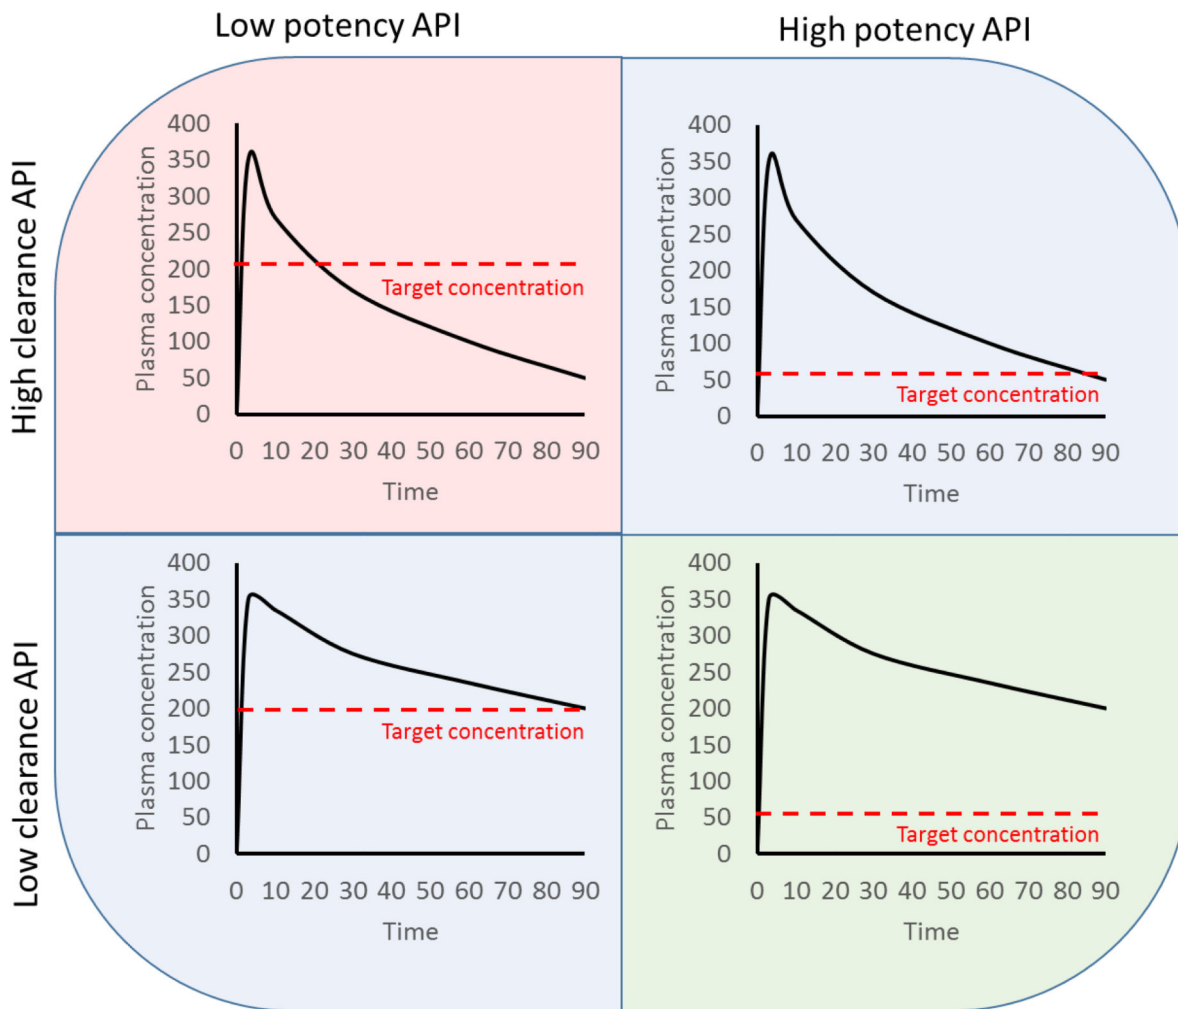 Low potency API
High potency API
High clearance API
Plasma concentration
400
350
300
250
200
150
100
50
0
Target concentration
0 10 20 30 40 50 60 70 80 90
Time
Plasma concentration
400
350
300
250
200
150
100
50
0
Target concentration
0 10 20 30 40 50 60 70 80 90
Time
Low clearance API
Plasma concentration
400
350
300
250
200
150
100
50
0
Target concentration
0 10 20 30 40 50 60 70 80 90
Time
Plasma concentration
400
350
300
250
200
150
100
50
0
Target concentration
0 10 20 30 40 50 60 70 80 90
Time